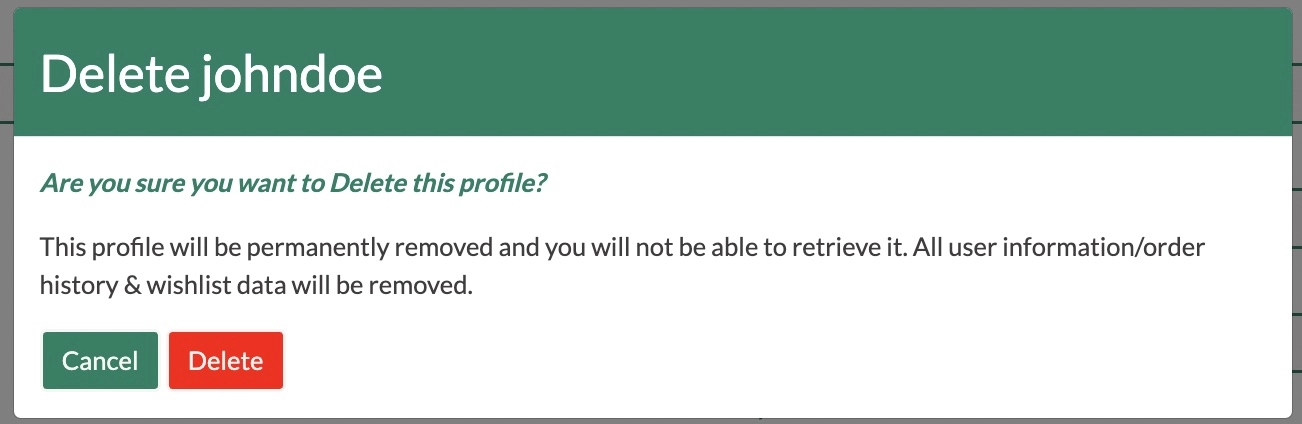 Delete johndoe
Are you sure you want to Delete this profile?
This profile will be permanently removed and you will not be able to retrieve it. All user information/order
history & wishlist data will be removed.
Cancel Delete